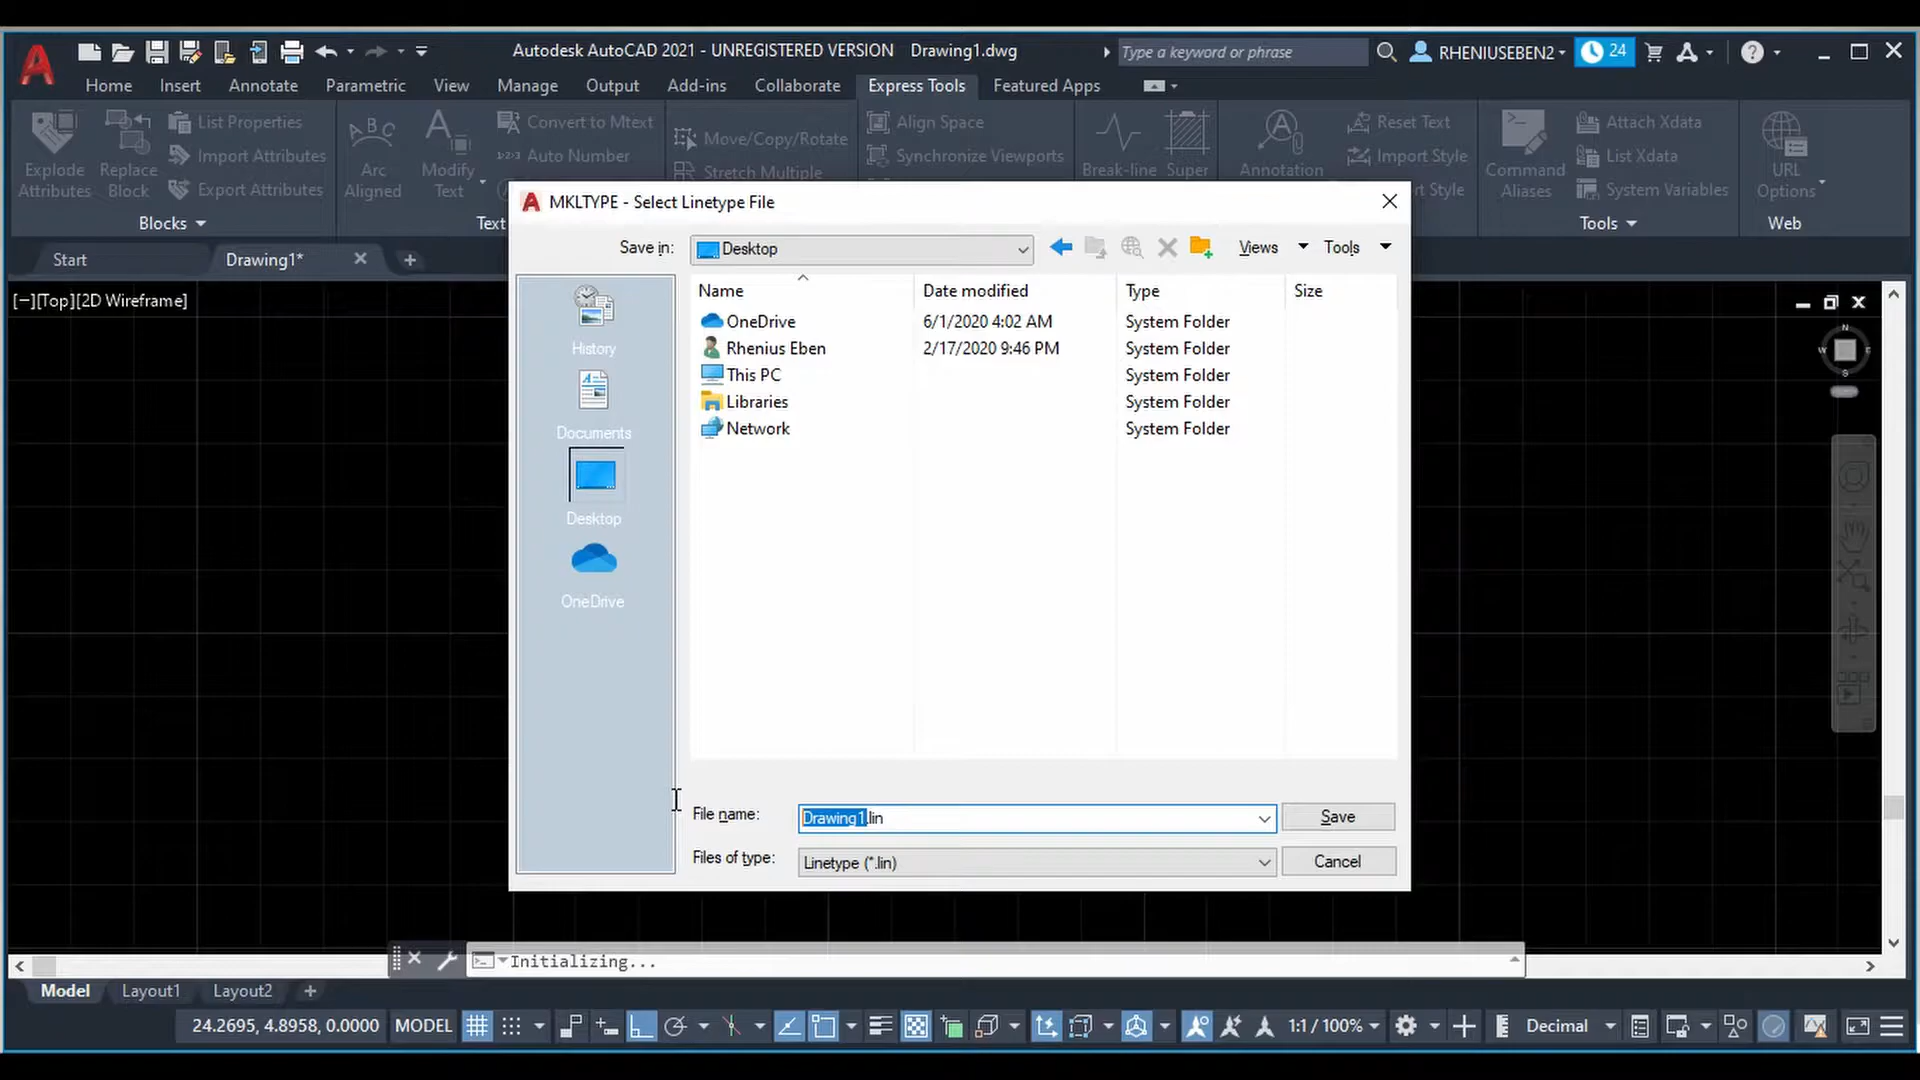 Autodesk AutoCAD 2021 - UNREGISTERED VERSION Drawing1.dwg
Type a keyword or phrase
RHENIUSEBEN2
24
Home Insert Annotate Parametric View Manage Output Add-ins Collaborate Express Tools Featured Apps
Explode Attributes
Replace Block
List Properties
Import Attributes
Export Attributes
Blocks
Arc Aligned
Modify Text
Convert to Mtext
Auto Number
Text
Move/Copy/Rotate
Stretch Multiple
Align Space
Synchronize Viewports
Break-line
Super
Annotation
Reset Text
Import Style
rt Style
Command Aliases
Attach Xdata
List Xdata
System Variables
Tools
URL Options
Web
Start
Drawing1*
[−][Top][2D Wireframe]
N
W
S
MKLTYPE - Select Linetype File
Save in:
Desktop
Views
Tools
History
Documents
Desktop
OneDrive
Name Date modified Type Size
OneDrive 6/1/2020 4:02 AM System Folder
Rhenius Eben 2/17/2020 9:46 PM System Folder
This PC System Folder
Libraries System Folder
Network System Folder
File name:
Drawing1.lin
Save
Files of type:
Linetype (*.lin)
Cancel
Initializing...
Model Layout1 Layout2
24.2695, 4.8958, 0.0000 MODEL
1:1 / 100%
Decimal